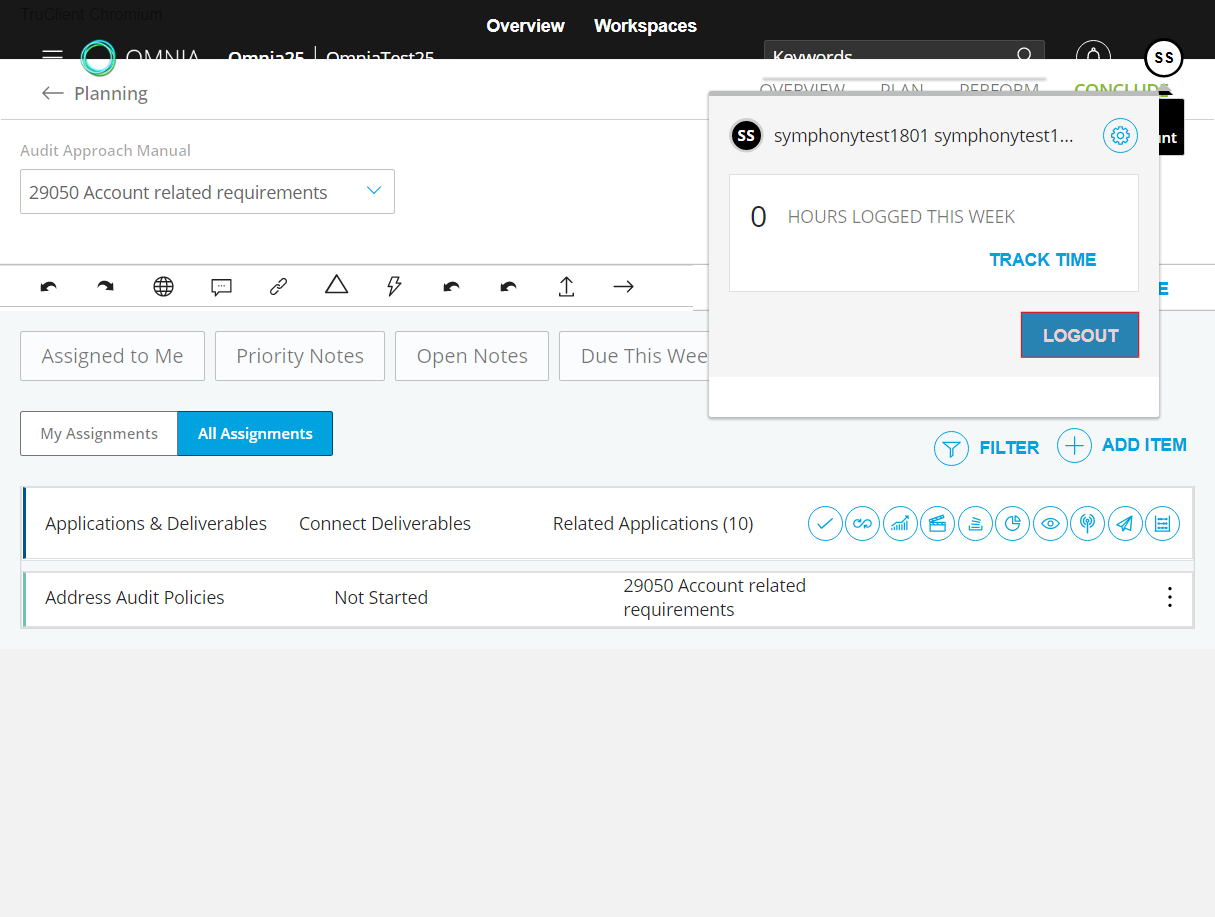 TruClient Chromium
Overview Workspaces
OMNIA Omnia25 OmniaTest25 Keywords SS
Planning OVERVIEW PLAN PERFORM CONCLUDE
SS symphonytest1801 symphonytest1...
Audit Approach Manual
29050 Account related requirements
0 HOURS LOGGED THIS WEEK
TRACK TIME
LOGOUT
Assigned to Me Priority Notes Open Notes Due This Wee
My Assignments All Assignments
FILTER ADD ITEM
Applications & Deliverables Connect Deliverables Related Applications (10)
Address Audit Policies Not Started 29050 Account related
requirements